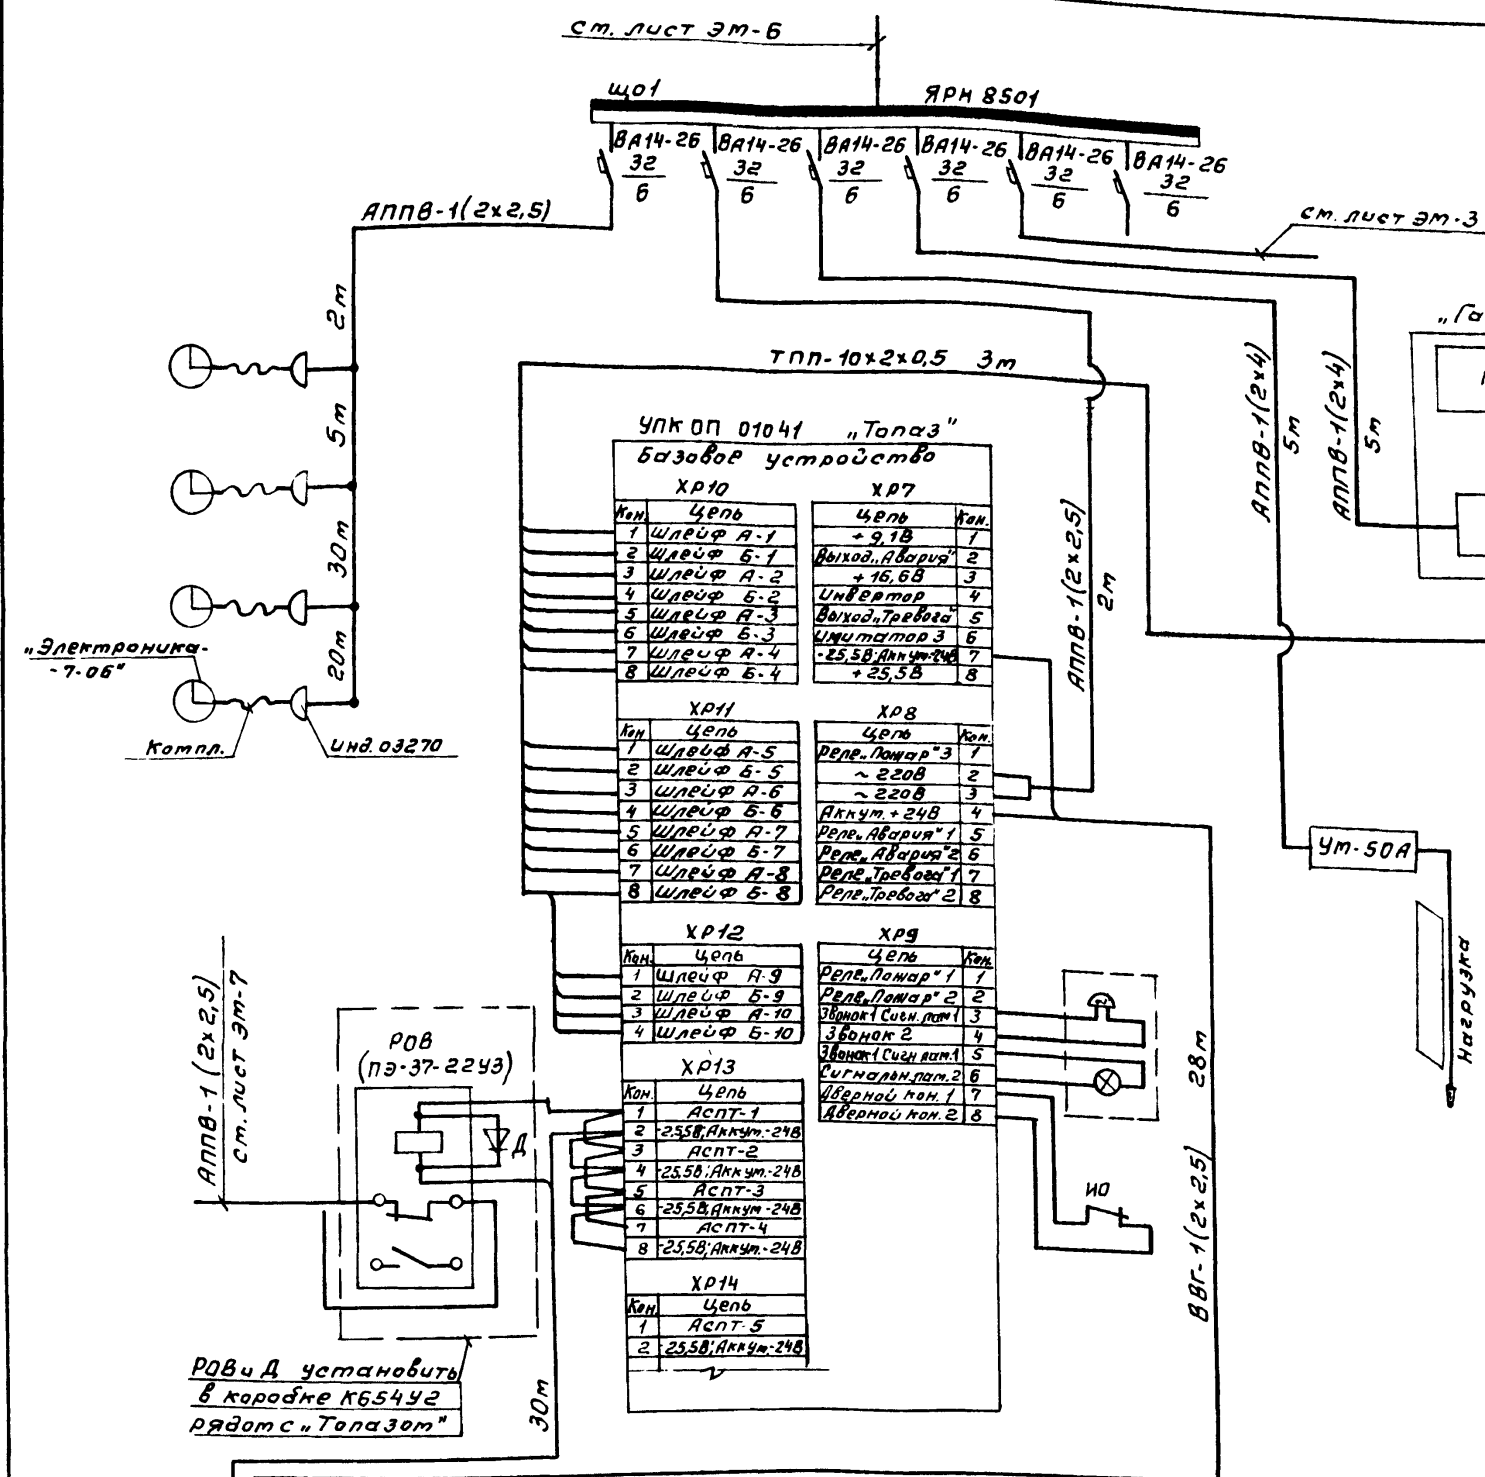 см. лист ЭМ-6
ЩО1
ЯРН 8501
ВА14-26 ВА14-26 ВА14-26 ВА14-26 ВА14-26 ВА14-26
32 32 32 32 32 32
6 6 6 6 6 6
АППВ-1(2х2,5)
см. лист ЭМ-3
2м
5м
30м
20м
„Электроника-
-7-06"
Компл.
Инд. 03270
ТПП-10х2х0,5 3м
АППВ-1(2х2,5)
2м
АППВ-1(2х4)
5м
АППВ-1(2х4)
5м
УПКОП 01041 „Топаз"
Базовое устройство
ХР10
Кон. Цепь
1 Шлейф А-1
2 Шлейф Б-1
3 Шлейф А-2
4 Шлейф Б-2
5 Шлейф А-3
6 Шлейф Б-3
7 Шлейф А-4
8 Шлейф Б-4
ХР7
Цепь Кон.
+9,1В 1
Выход„Авария" 2
+16,6В 3
Инвертор 4
Выход„Тревога" 5
Имитатор 3 6
-25,5В;Аккум.-24В 7
+25,5В 8
ХР11
Кон Цепь
1 Шлейф А-5
2 Шлейф Б-5
3 Шлейф А-6
4 Шлейф Б-6
5 Шлейф А-7
6 Шлейф Б-7
7 Шлейф А-8
8 Шлейф Б-8
ХР8
Цепь Кон.
Реле„Пожар"3 1
~220В 2
~220В 3
Аккум.+24В 4
Реле„Авария"1 5
Реле„Авария"2 6
Реле„Тревога"1 7
Реле„Тревога"2 8
ХР12
Кон. Цепь
1 Шлейф А-9
2 Шлейф Б-9
3 Шлейф А-10
4 Шлейф Б-10
ХР9
Цепь Кон.
Реле„Пожар"1 1
Реле„Пожар"2 2
Звонок1 Сигн.лам1 3
Звонок 2 4
Звонок1 Сигн лам.1 5
Сигнальн.лам.2 6
Дверной кон.1 7
Дверной кон.2 8
ХР13
Кон. Цепь
1 АСПТ-1
2 -25,5В;Аккум.-24В
3 АСПТ-2
4 -25,5В;Аккум.-24В
5 АСПТ-3
6 -25,5В;Аккум-24В
7 АСПТ-4
8 -25,5В;Аккум.-24В
ХР14
Кон. Цепь
1 АСПТ-5
2 -25,5В;Аккум.-24В
УМ-50А
Нагрузка
28м
ВВГ-1(2х2,5)
ИО
АППВ-1(2х2,5)
см. лист ЭМ-7
РОВ
(ПЭ-37-22У3)
Д
РОВ и Д установить
в коробке К654У2
рядом с „Топазом"
30м